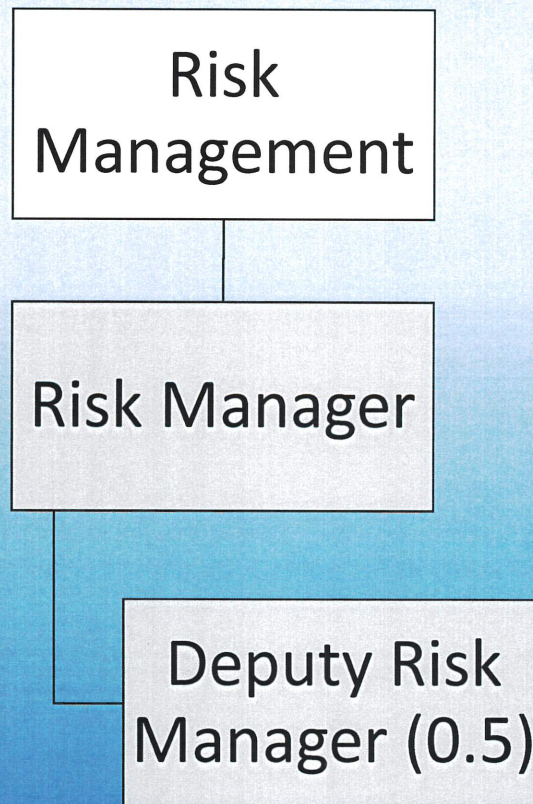 Risk
Management
Risk Manager
Deputy Risk
Manager (0.5)